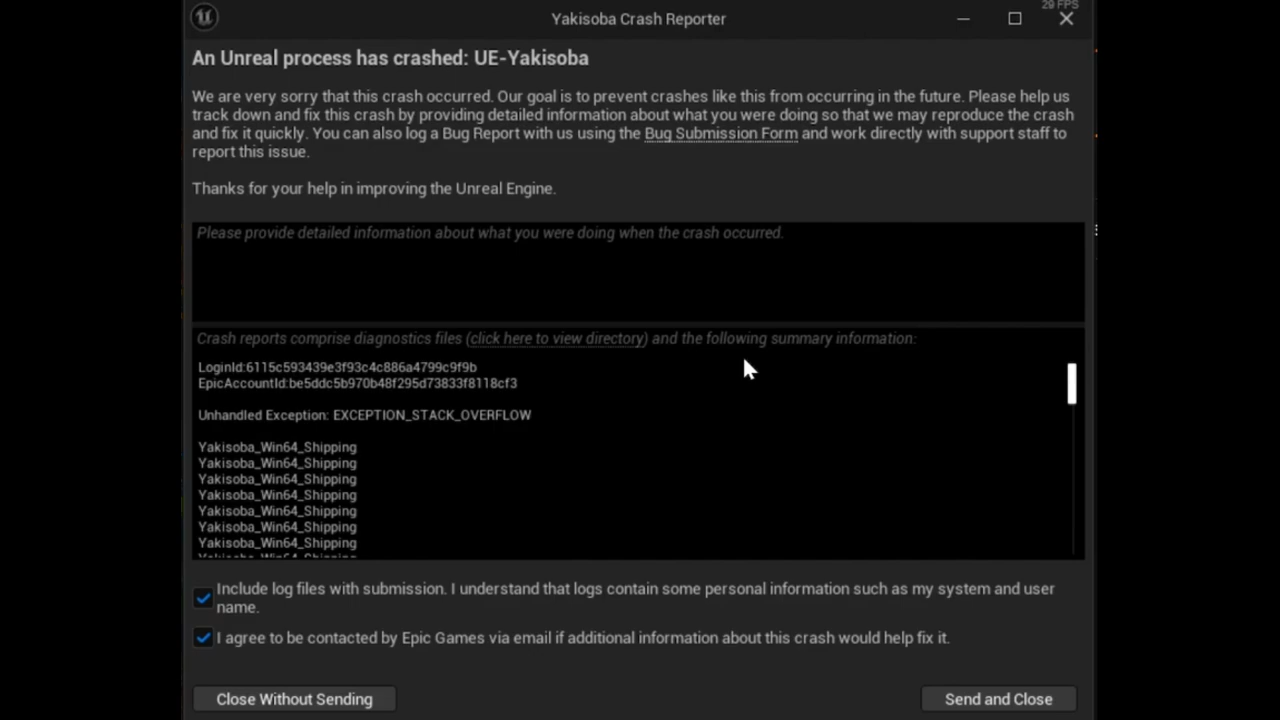 29 FPS
Yakisoba Crash Reporter
An Unreal process has crashed: UE-Yakisoba
We are very sorry that this crash occurred. Our goal is to prevent crashes like this from occurring in the future. Please help us
track down and fix this crash by providing detailed information about what you were doing so that we may reproduce the crash
and fix it quickly. You can also log a Bug Report with us using the Bug Submission Form and work directly with support staff to
report this issue.
Thanks for your help in improving the Unreal Engine.
Please provide detailed information about what you were doing when the crash occurred.
Crash reports comprise diagnostics files (click here to view directory) and the following summary information:
LoginId:6115c593439e3f93c4c886a4799c9f9b
EpicAccountId:be5ddc5b970b48f295d73833f8118cf3
Unhandled Exception: EXCEPTION_STACK_OVERFLOW
Yakisoba_Win64_Shipping
Yakisoba_Win64_Shipping
Yakisoba_Win64_Shipping
Yakisoba_Win64_Shipping
Yakisoba_Win64_Shipping
Yakisoba_Win64_Shipping
Yakisoba_Win64_Shipping
Yakisoba_Win64_Shipping
Include log files with submission. I understand that logs contain some personal information such as my system and user
name.
I agree to be contacted by Epic Games via email if additional information about this crash would help fix it.
Close Without Sending
Send and Close